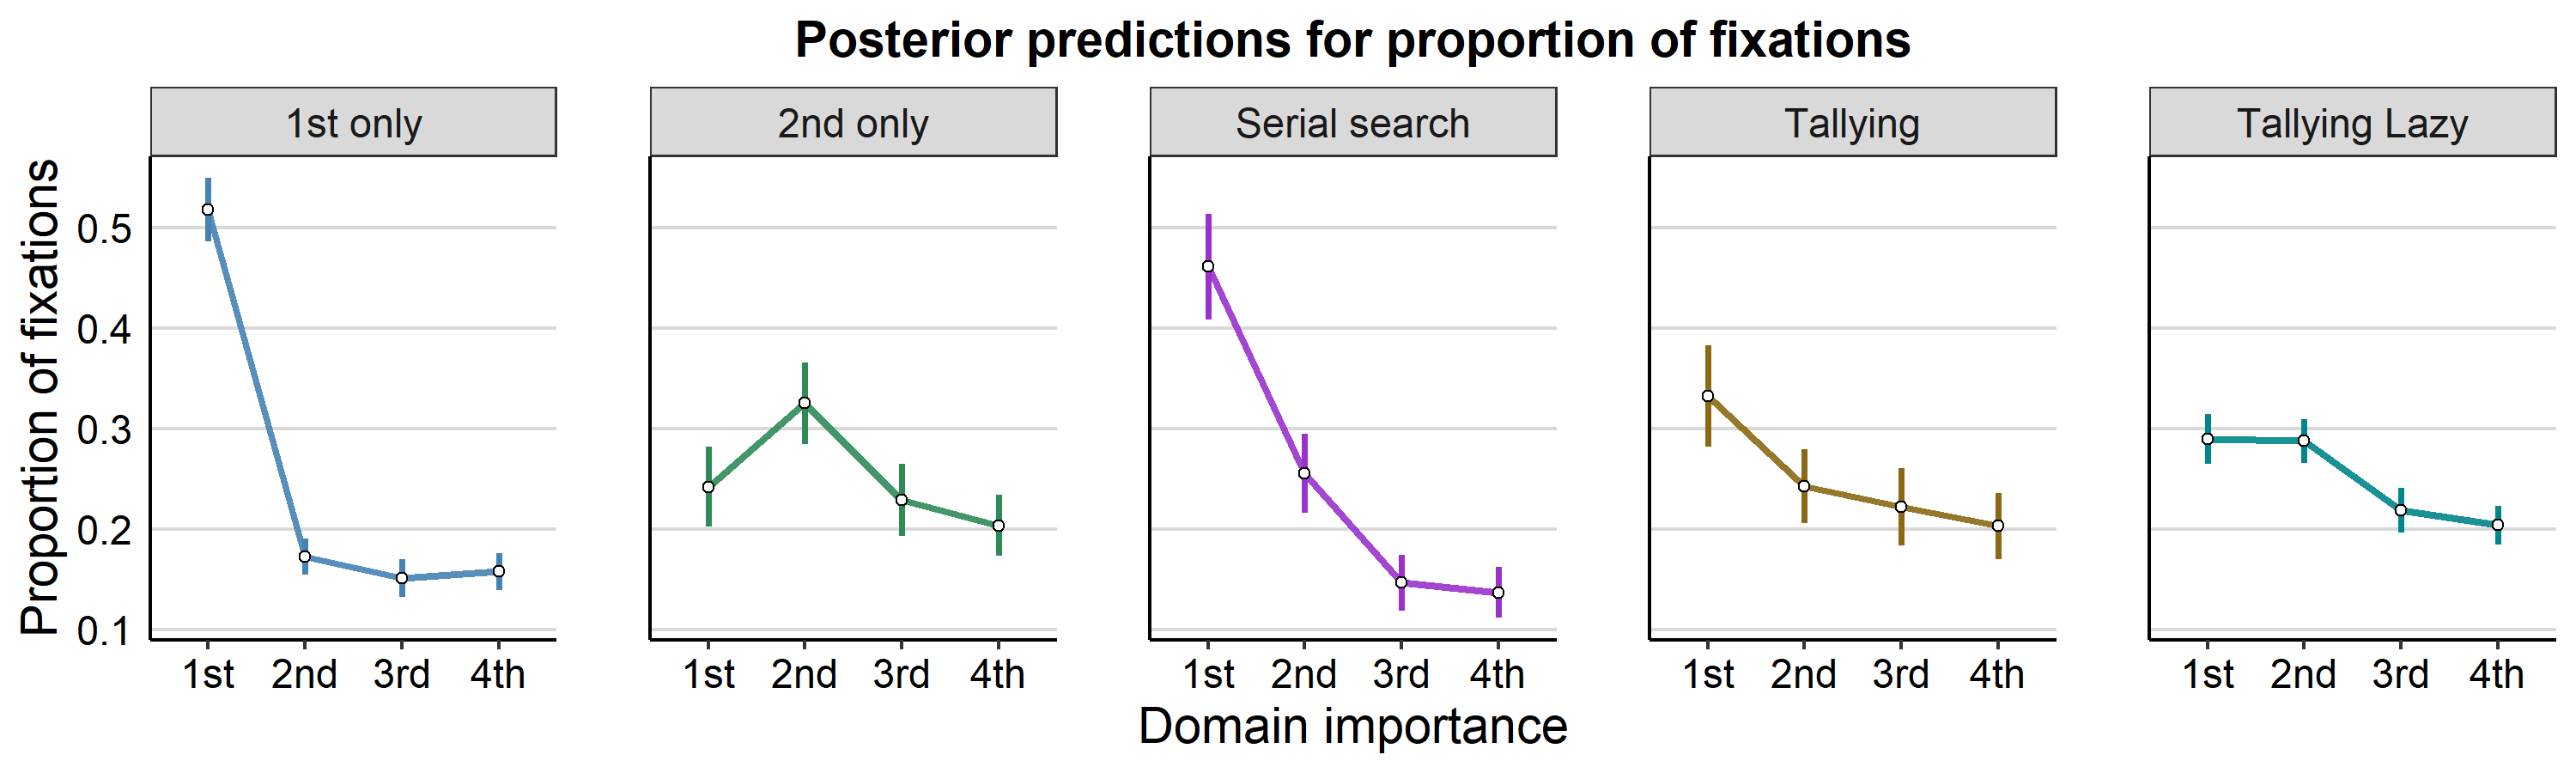 Posterior predictions for proportion of fixations
1st only
2nd only
Serial search
Tallying
Tallying Lazy
Proportion of fixations
0.5
0.4
0.3
0.2
0.1
1st 2nd 3rd 4th
1st 2nd 3rd 4th
1st 2nd 3rd 4th
1st 2nd 3rd 4th
1st 2nd 3rd 4th
Domain importance